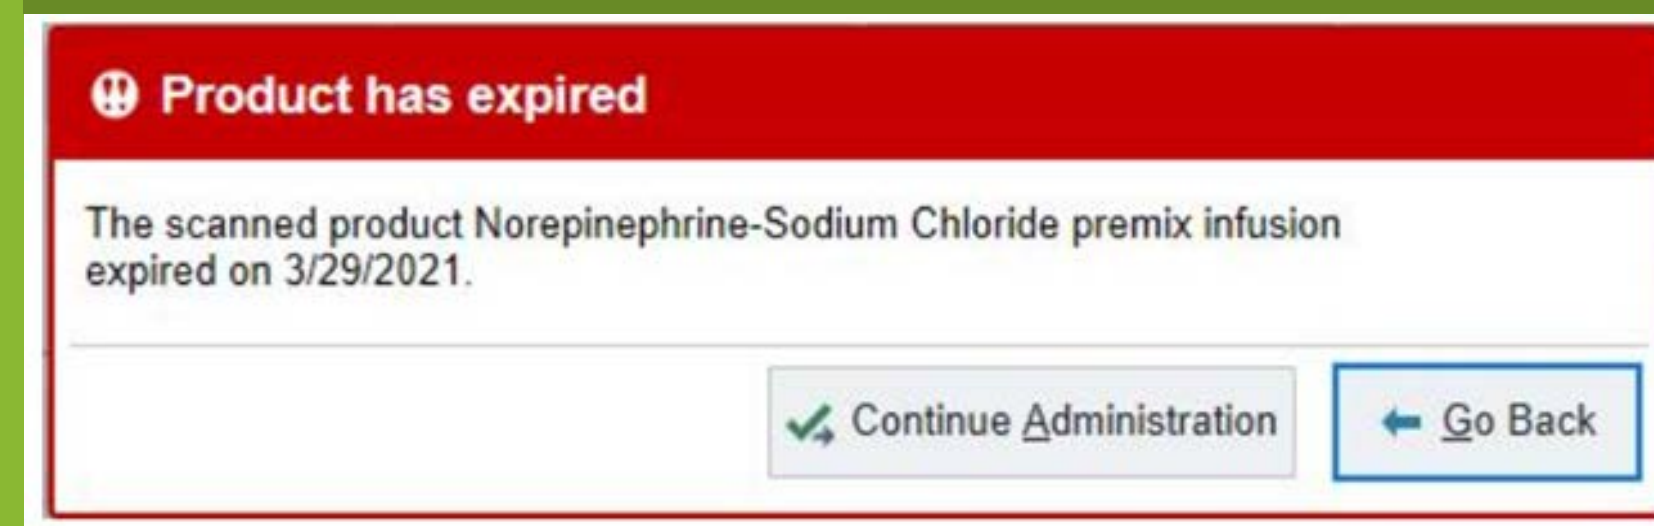 Product has expired
The scanned product Norepinephrine-Sodium Chloride premix infusion
expired on 3/29/2021.
Continue Administration
Go Back